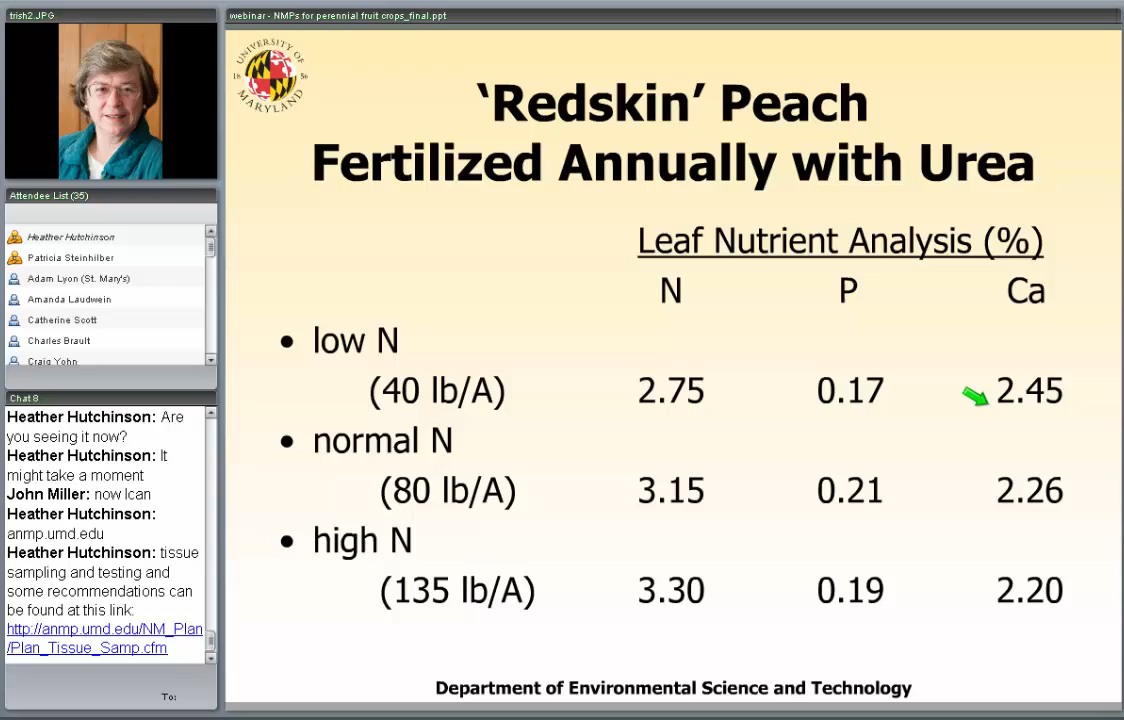 trish2.JPG
Attendee List (35)
Heather Hutchinson
Patricia Steinhilber
Adam Lyon (St. Mary's)
Amanda Laudwein
Catherine Scott
Charles Brault
Craig Yohn
Chat 8
Heather Hutchinson: Are
you seeing it now?
Heather Hutchinson: It
might take a moment
John Miller: now Ican
Heather Hutchinson:
anmp.umd.edu
Heather Hutchinson: tissue
sampling and testing and
some recommendations can
be found at this link:
http://anmp.umd.edu/NM_Plan
/Plan_Tissue_Samp.cfm
To:
webinar - NMPs for perennial fruit crops_final.ppt
UNIVERSITY OF
18 56
MARYLAND
‘Redskin’ Peach
Fertilized Annually with Urea
Leaf Nutrient Analysis (%)
N P Ca
• low N
(40 lb/A) 2.75 0.17 2.45
• normal N
(80 lb/A) 3.15 0.21 2.26
• high N
(135 lb/A) 3.30 0.19 2.20
Department of Environmental Science and Technology